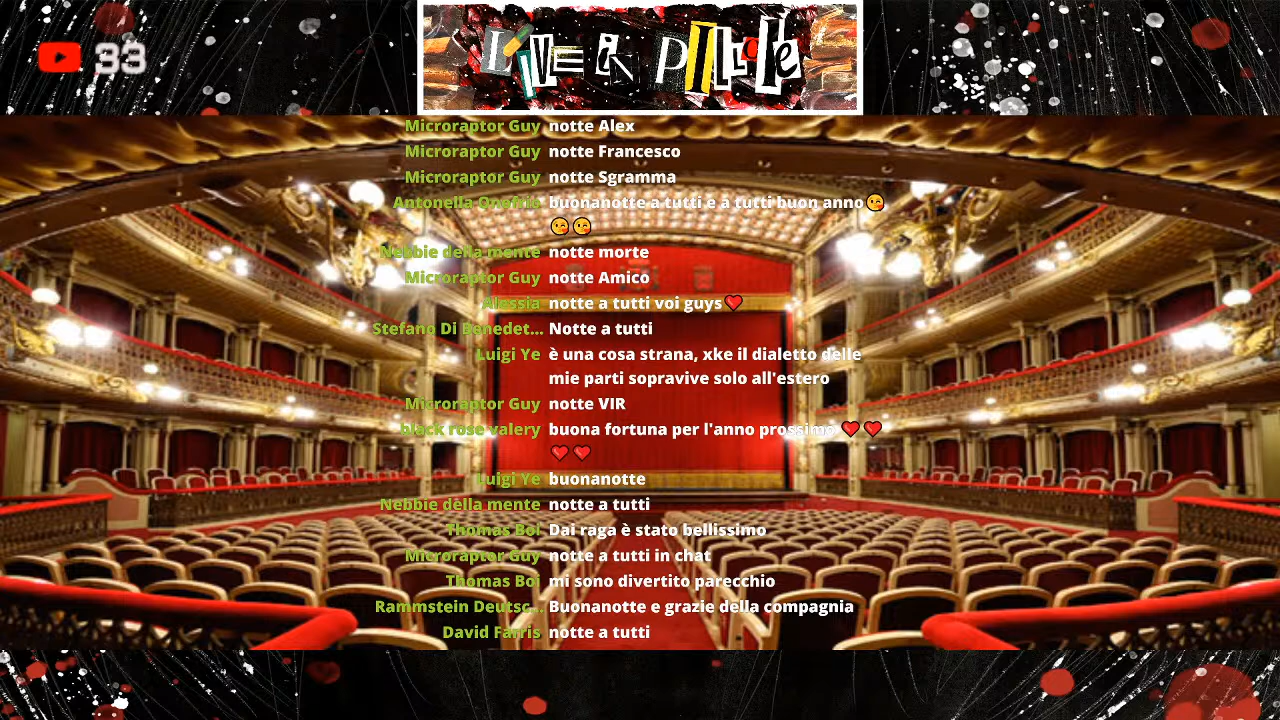 33
LIVE iN PiLLoLe
Microraptor Guy notte Alex
Microraptor Guy notte Francesco
Microraptor Guy notte Sgramma
Antonella Onofrio buonanotte a tutti e a tutti buon anno😘
😘😘
Nebbie della mente notte morte
Microraptor Guy notte Amico
Alessia notte a tutti voi guys❤
Stefano Di Benedet... Notte a tutti
Luigi Ye è una cosa strana, xke il dialetto delle
mie parti sopravive solo all'estero
Microraptor Guy notte VIR
black rose valery buona fortuna per l'anno prossimo ❤❤
❤❤
Luigi Ye buonanotte
Nebbie della mente notte a tutti
Thomas Boi Dai raga è stato bellissimo
Microraptor Guy notte a tutti in chat
Thomas Boi mi sono divertito parecchio
Rammstein Deutsc... Buonanotte e grazie della compagnia
David Farris notte a tutti